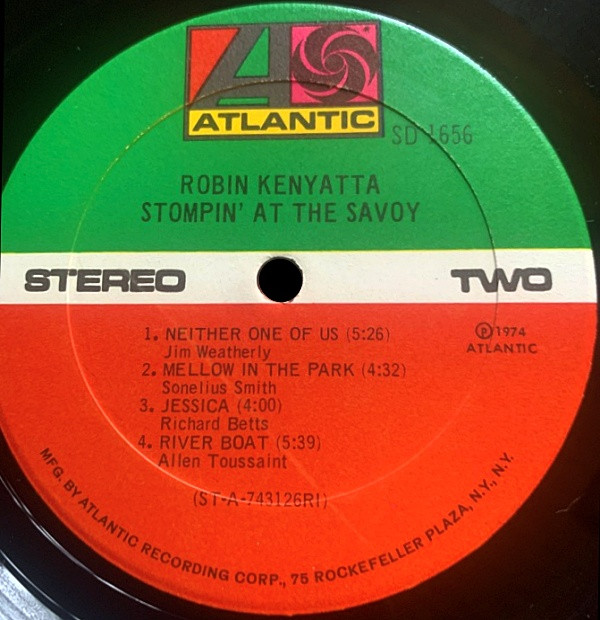 ATLANTIC
SD 1656
ROBIN KENYATTA
STOMPIN' AT THE SAVOY
STEREO
TWO
1. NEITHER ONE OF US (5:26)
Jim Weatherly
2. MELLOW IN THE PARK (4:32)
Sonelius Smith
3. JESSICA (4:00)
Richard Betts
4. RIVER BOAT (5:39)
Allen Toussaint
Ⓟ1974
ATLANTIC
(ST-A-743126RI)
MFG. BY ATLANTIC RECORDING CORP., 75 ROCKEFELLER PLAZA, N.Y., N.Y.